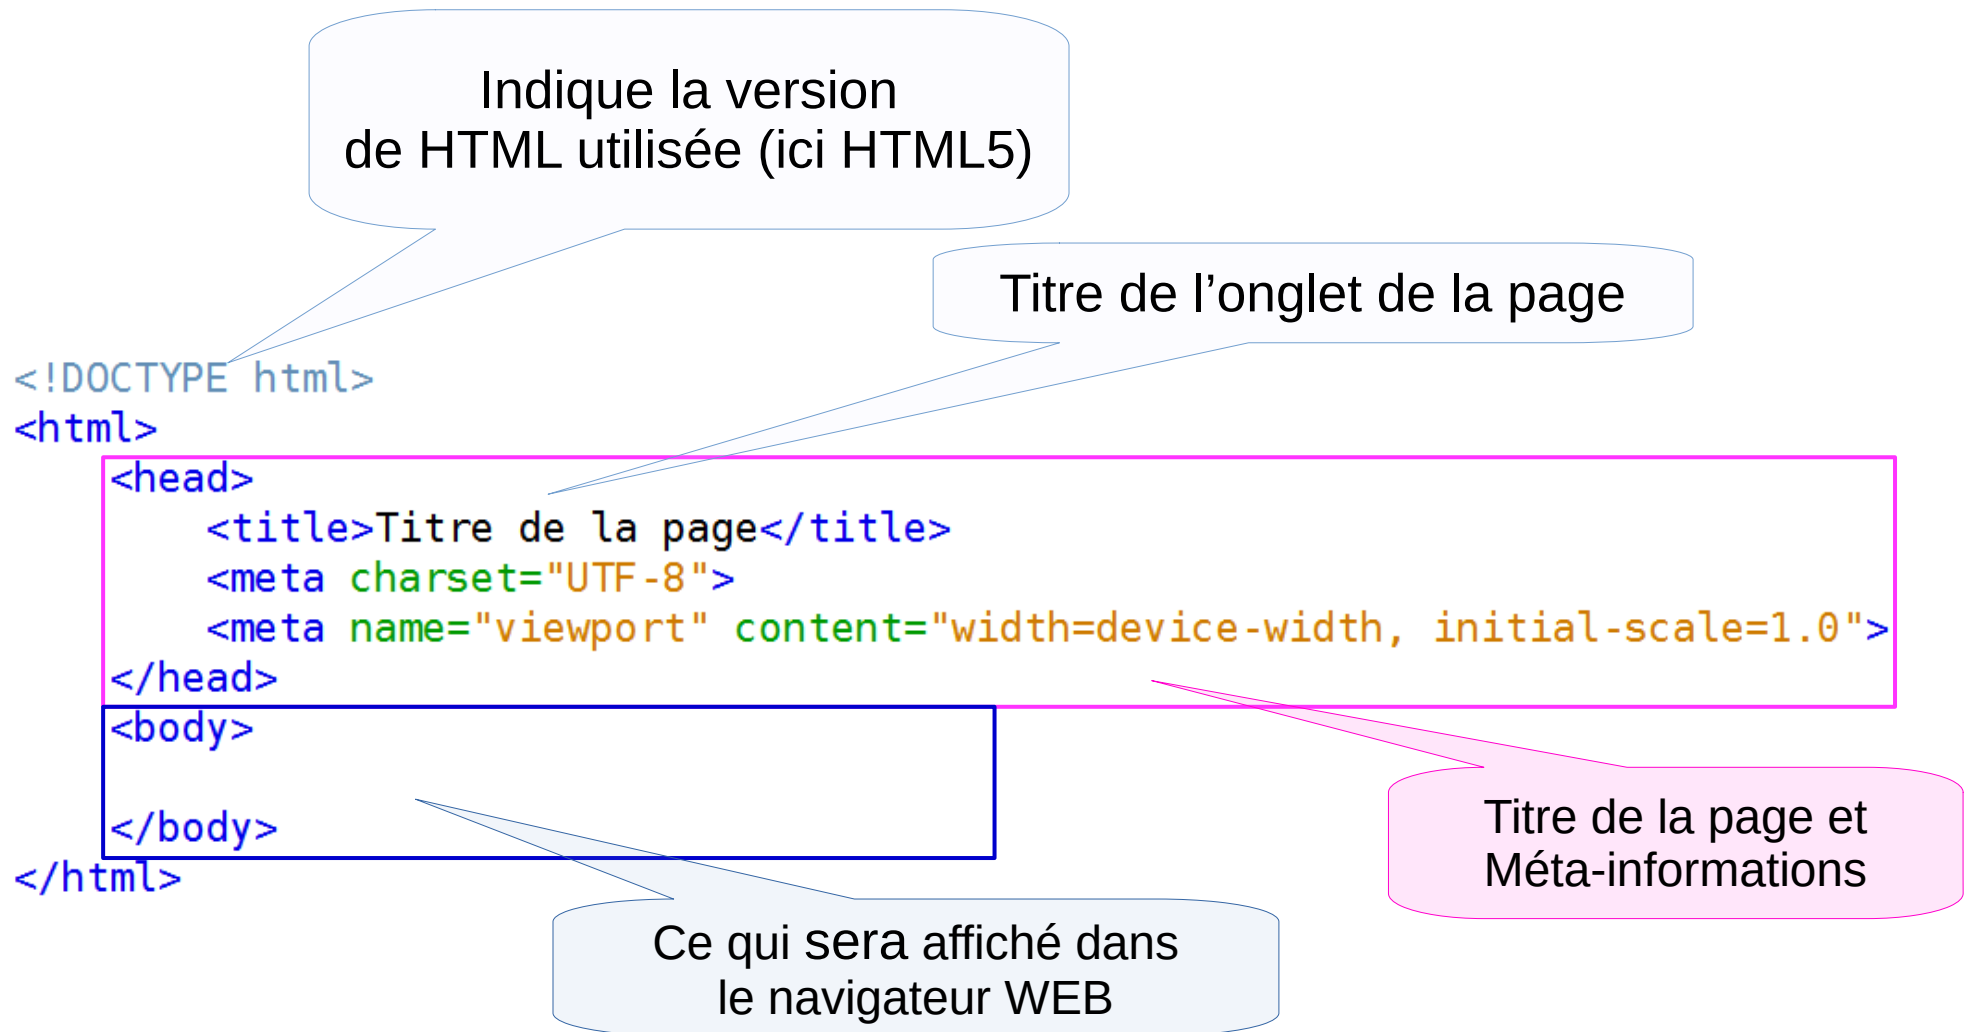 Indique la version
de HTML utilisée (ici HTML5)
Titre de l’onglet de la page
<!DOCTYPE html>
<html>
<head>
<title>Titre de la page</title>
<meta charset="UTF-8">
<meta name="viewport" content="width=device-width, initial-scale=1.0">
</head>
<body>
</body>
</html>
Titre de la page et
Méta-informations
Ce qui sera affiché dans
le navigateur WEB